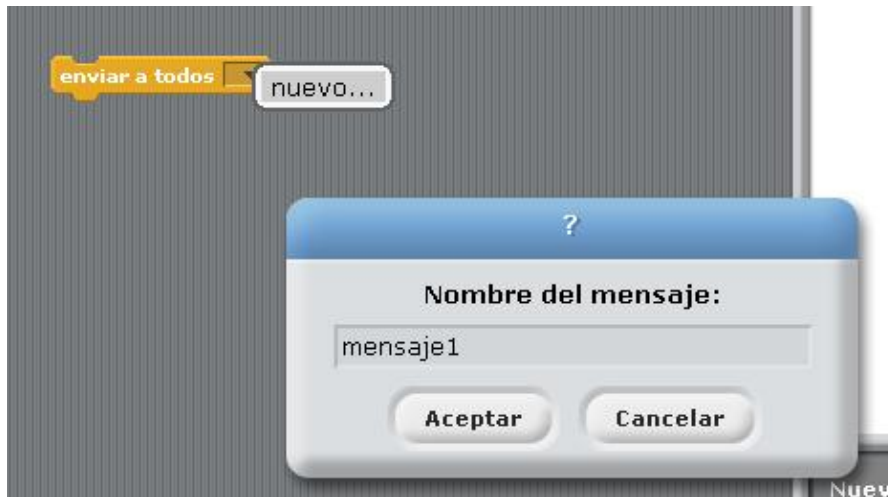 enviar a todos
nuevo...
?
Nombre del mensaje:
mensaje1
Aceptar Cancelar